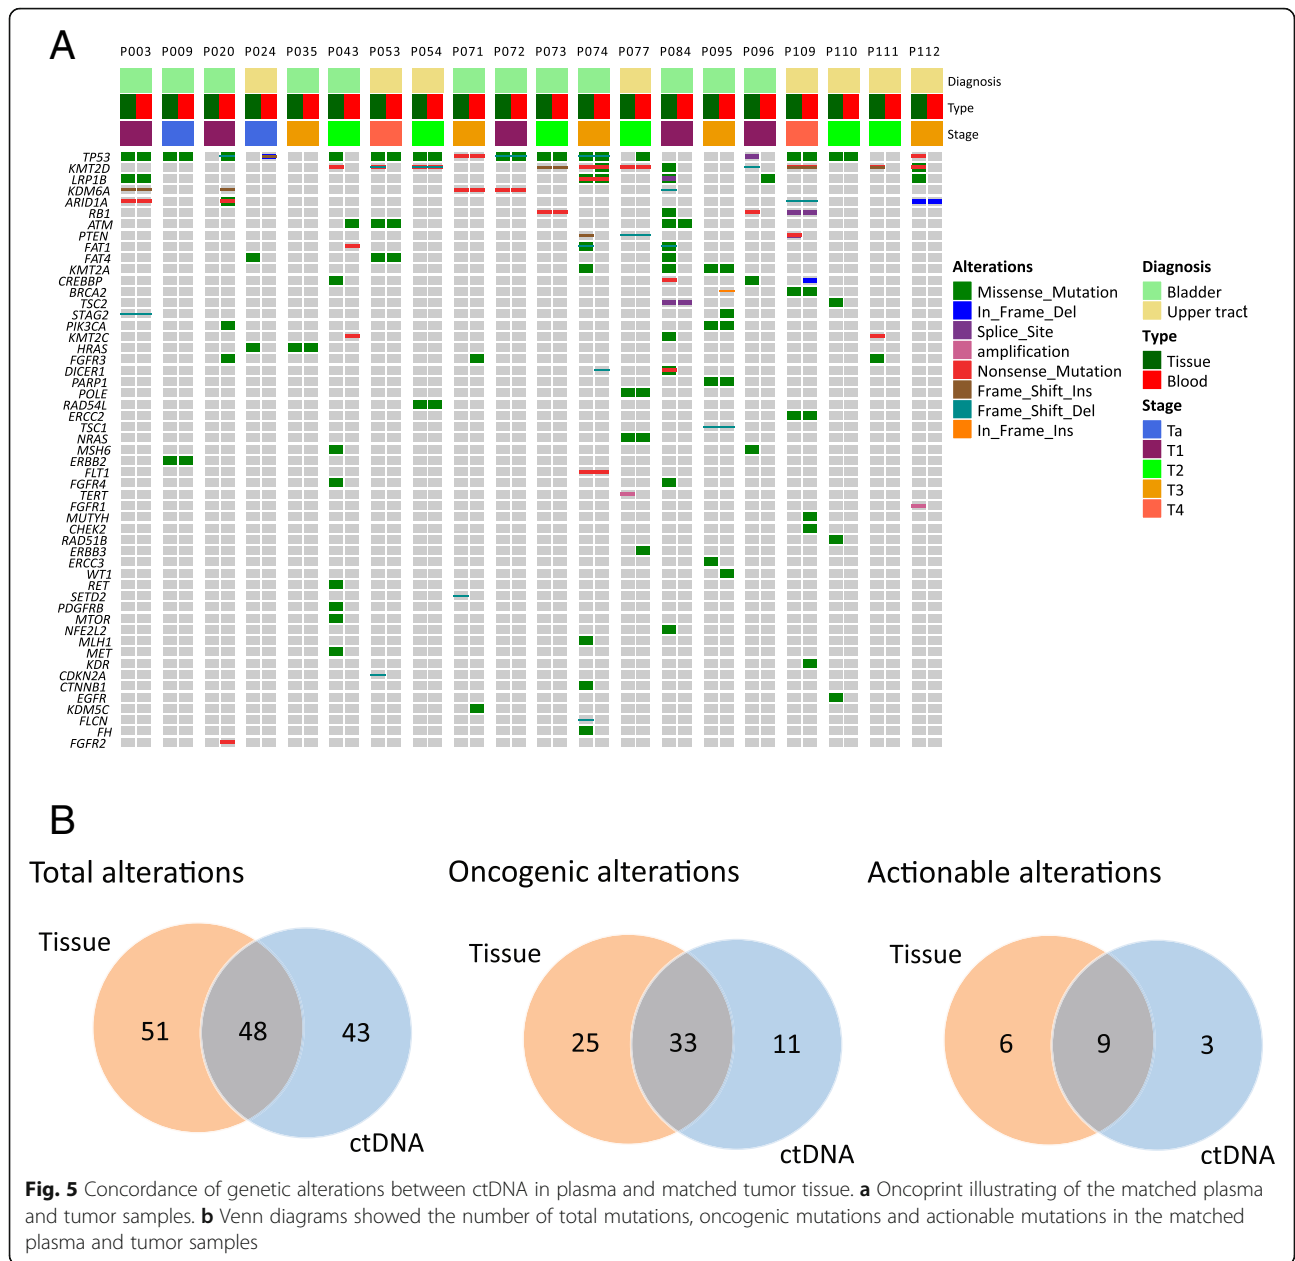 A
P003 P009 P020 P024 P035 P043 P053 P054 P071 P072 P073 P074 P077 P084 P095 P096 P109 P110 P111 P112
Diagnosis
Type
Stage
TP53
KMT2D
LRP1B
KDM6A
ARID1A
RB1
ATM
PTEN
FAT1
FAT4
KMT2A
CREBBP
BRCA2
TSC2
STAG2
PIK3CA
KMT2C
HRAS
FGFR3
DICER1
PARP1
POLE
RAD54L
ERCC2
TSC1
NRAS
MSH6
ERBB2
FLT1
FGFR4
TERT
FGFR1
MUTYH
CHEK2
RAD51B
ERBB3
ERCC3
WT1
RET
SETD2
PDGFRB
MTOR
NFE2L2
MLH1
MET
KDR
CDKN2A
CTNNB1
EGFR
KDM5C
FLCN
FH
FGFR2
Alterations
Missense_Mutation
In_Frame_Del
Splice_Site
amplification
Nonsense_Mutation
Frame_Shift_Ins
Frame_Shift_Del
In_Frame_Ins
Diagnosis
Bladder
Upper tract
Type
Tissue
Blood
Stage
Ta
T1
T2
T3
T4
B
Total alterations
Tissue
51 48 43
ctDNA
Oncogenic alterations
Tissue
25 33 11
ctDNA
Actionable alterations
Tissue
6 9 3
ctDNA
Fig. 5 Concordance of genetic alterations between ctDNA in plasma and matched tumor tissue. a Oncoprint illustrating of the matched plasma
and tumor samples. b Venn diagrams showed the number of total mutations, oncogenic mutations and actionable mutations in the matched
plasma and tumor samples